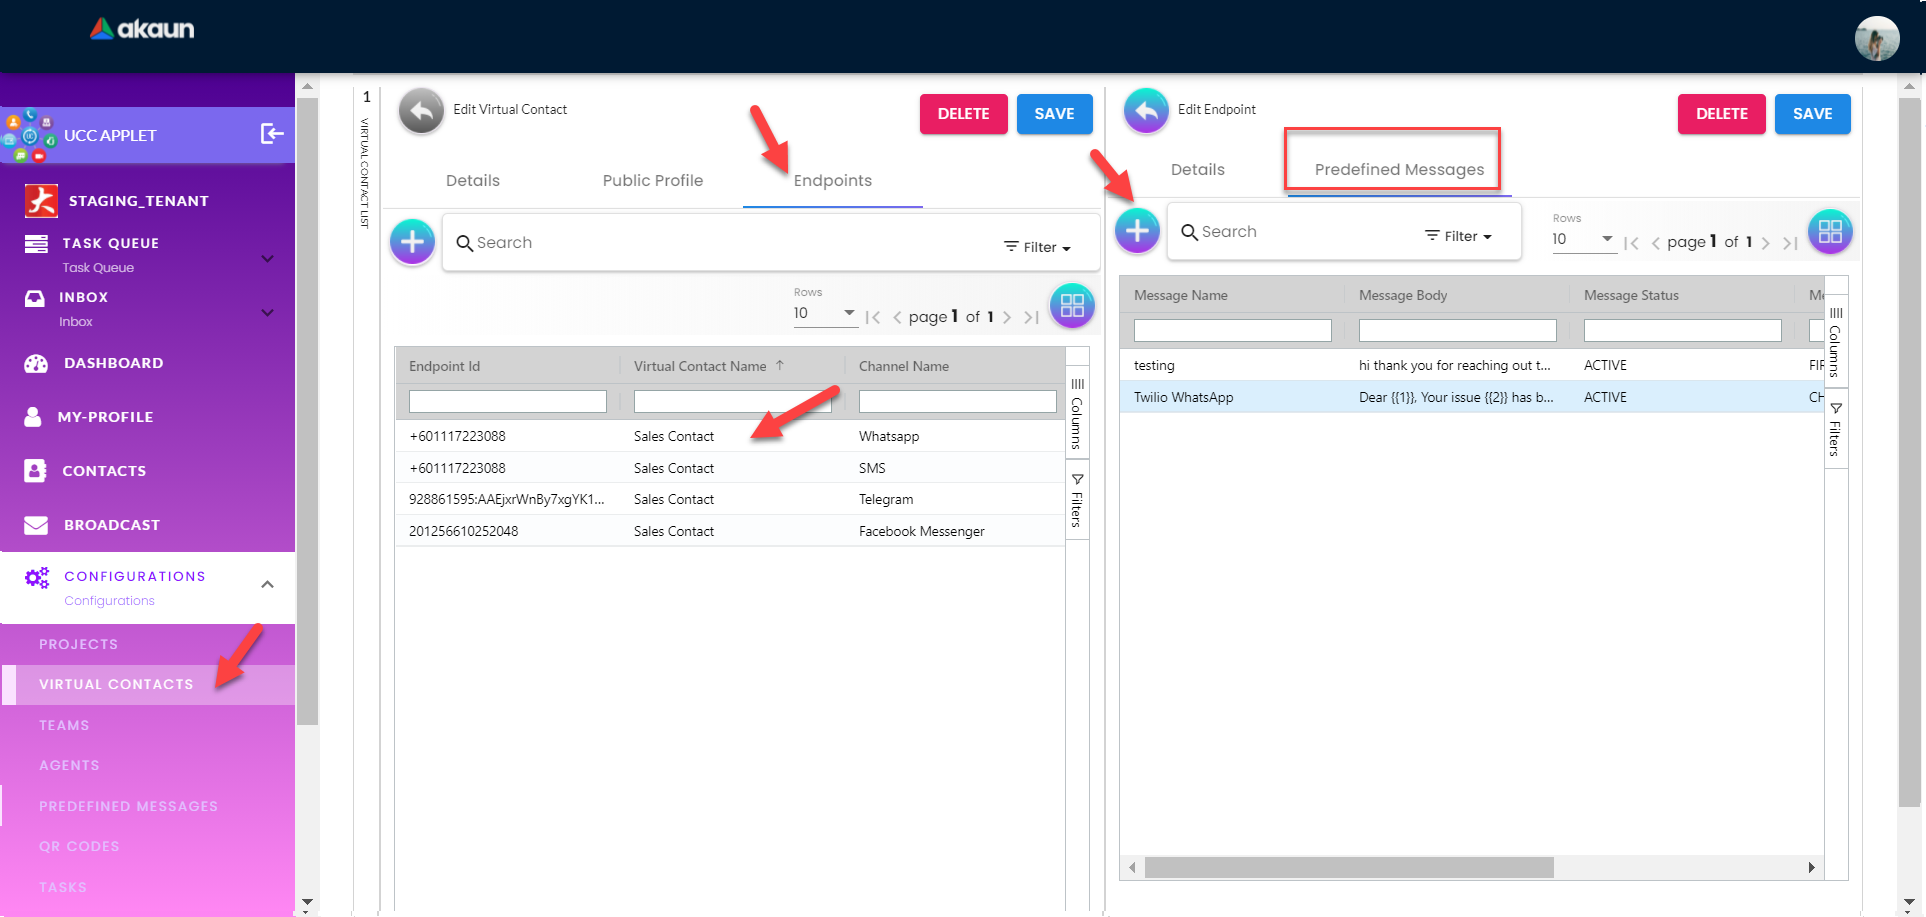 akaun
UCC APPLET
STAGING_TENANT
TASK QUEUE
Task Queue
INBOX
Inbox
DASHBOARD
MY-PROFILE
CONTACTS
BROADCAST
CONFIGURATIONS
Configurations
PROJECTS
VIRTUAL CONTACTS
TEAMS
AGENTS
PREDEFINED MESSAGES
QR CODES
TASKS
1
VIRTUAL CONTACT LIST
Edit Virtual Contact
DELETE
SAVE
Details
Public Profile
Endpoints
Search
Filter
Rows
10
page 1 of 1
Endpoint Id
Virtual Contact Name
Channel Name
+601117223088
Sales Contact
Whatsapp
+601117223088
Sales Contact
SMS
928861595:AAEjxrWnBy7xgYK1...
Sales Contact
Telegram
201256610252048
Sales Contact
Facebook Messenger
Columns
Filters
Edit Endpoint
DELETE
SAVE
Details
Predefined Messages
Search
Filter
Rows
10
page 1 of 1
Message Name
Message Body
Message Status
testing
hi thank you for reaching out t...
ACTIVE
Twilio WhatsApp
Dear {{1}}, Your issue {{2}} has b...
ACTIVE
CH
Columns
Filters